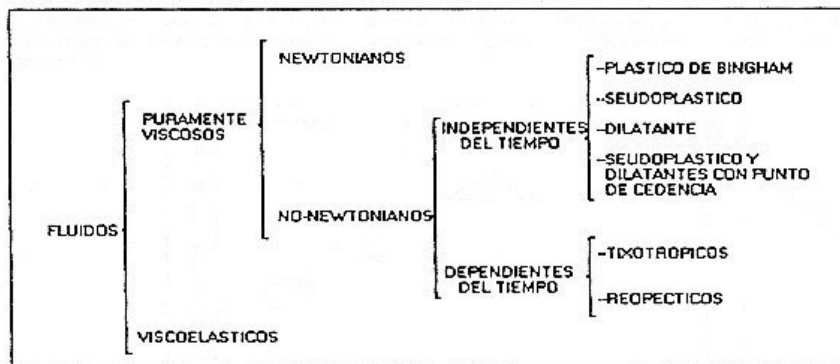 FLUIDOS
PURAMENTE
VISCOSOS
NEWTONIANOS
NO-NEWTONIANOS
INDEPENDIENTES
DEL TIEMPO
-PLASTICO DE BINGHAM
-SEUDOPLASTICO
-DILATANTE
-SEUDOPLASTICO Y
DILATANTES CON PUNTO
DE CEDENCIA
DEPENDIENTES
DEL TIEMPO
-TIXOTROPICOS
-REOPECTICOS
VISCOELASTICOS